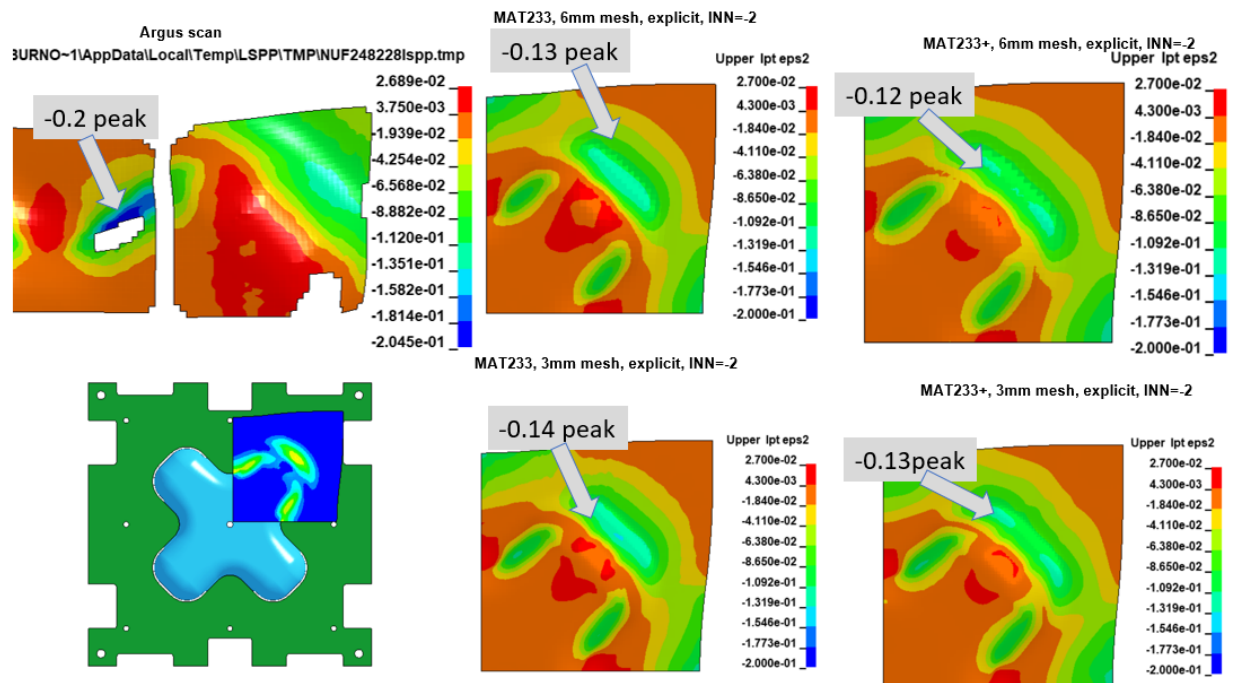 Argus scan
3URNO~1\AppData\Local\Temp\LSPP\TMP\NUF248228lspp.tmp
-0.2 peak
2.689e-02
3.750e-03
-1.939e-02
-4.254e-02
-6.568e-02
-8.882e-02
-1.120e-01
-1.351e-01
-1.582e-01
-1.814e-01
-2.045e-01
MAT233, 6mm mesh, explicit, INN=-2
-0.13 peak
Upper Ipt eps2
2.700e-02
4.300e-03
-1.840e-02
-4.110e-02
-6.380e-02
-8.650e-02
-1.092e-01
-1.319e-01
-1.546e-01
-1.773e-01
-2.000e-01
MAT233+, 6mm mesh, explicit, INN=-2
Upper Ipt eps2
-0.12 peak
2.700e-02
4.300e-03
-1.840e-02
-4.110e-02
-6.380e-02
-8.650e-02
-1.092e-01
-1.319e-01
-1.546e-01
-1.773e-01
-2.000e-01
MAT233, 3mm mesh, explicit, INN=-2
-0.14 peak
Upper Ipt eps2
2.700e-02
4.300e-03
-1.840e-02
-4.110e-02
-6.380e-02
-8.650e-02
-1.092e-01
-1.319e-01
-1.546e-01
-1.773e-01
-2.000e-01
MAT233+, 3mm mesh, explicit, INN=-2
-0.13peak
Upper Ipt eps2
2.700e-02
4.300e-03
-1.840e-02
-4.110e-02
-6.380e-02
-8.650e-02
-1.092e-01
-1.319e-01
-1.546e-01
-1.773e-01
-2.000e-01